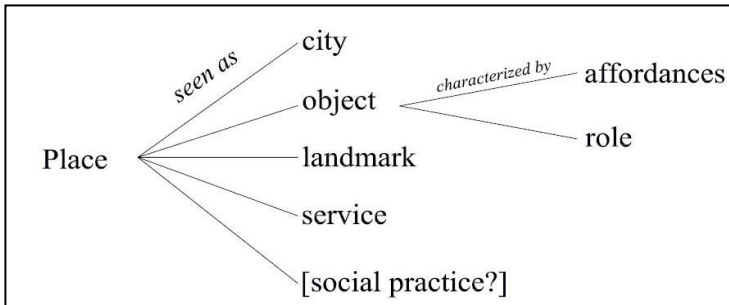 city
seen as
object
characterized by
affordances
role
Place
landmark
service
[social practice?]